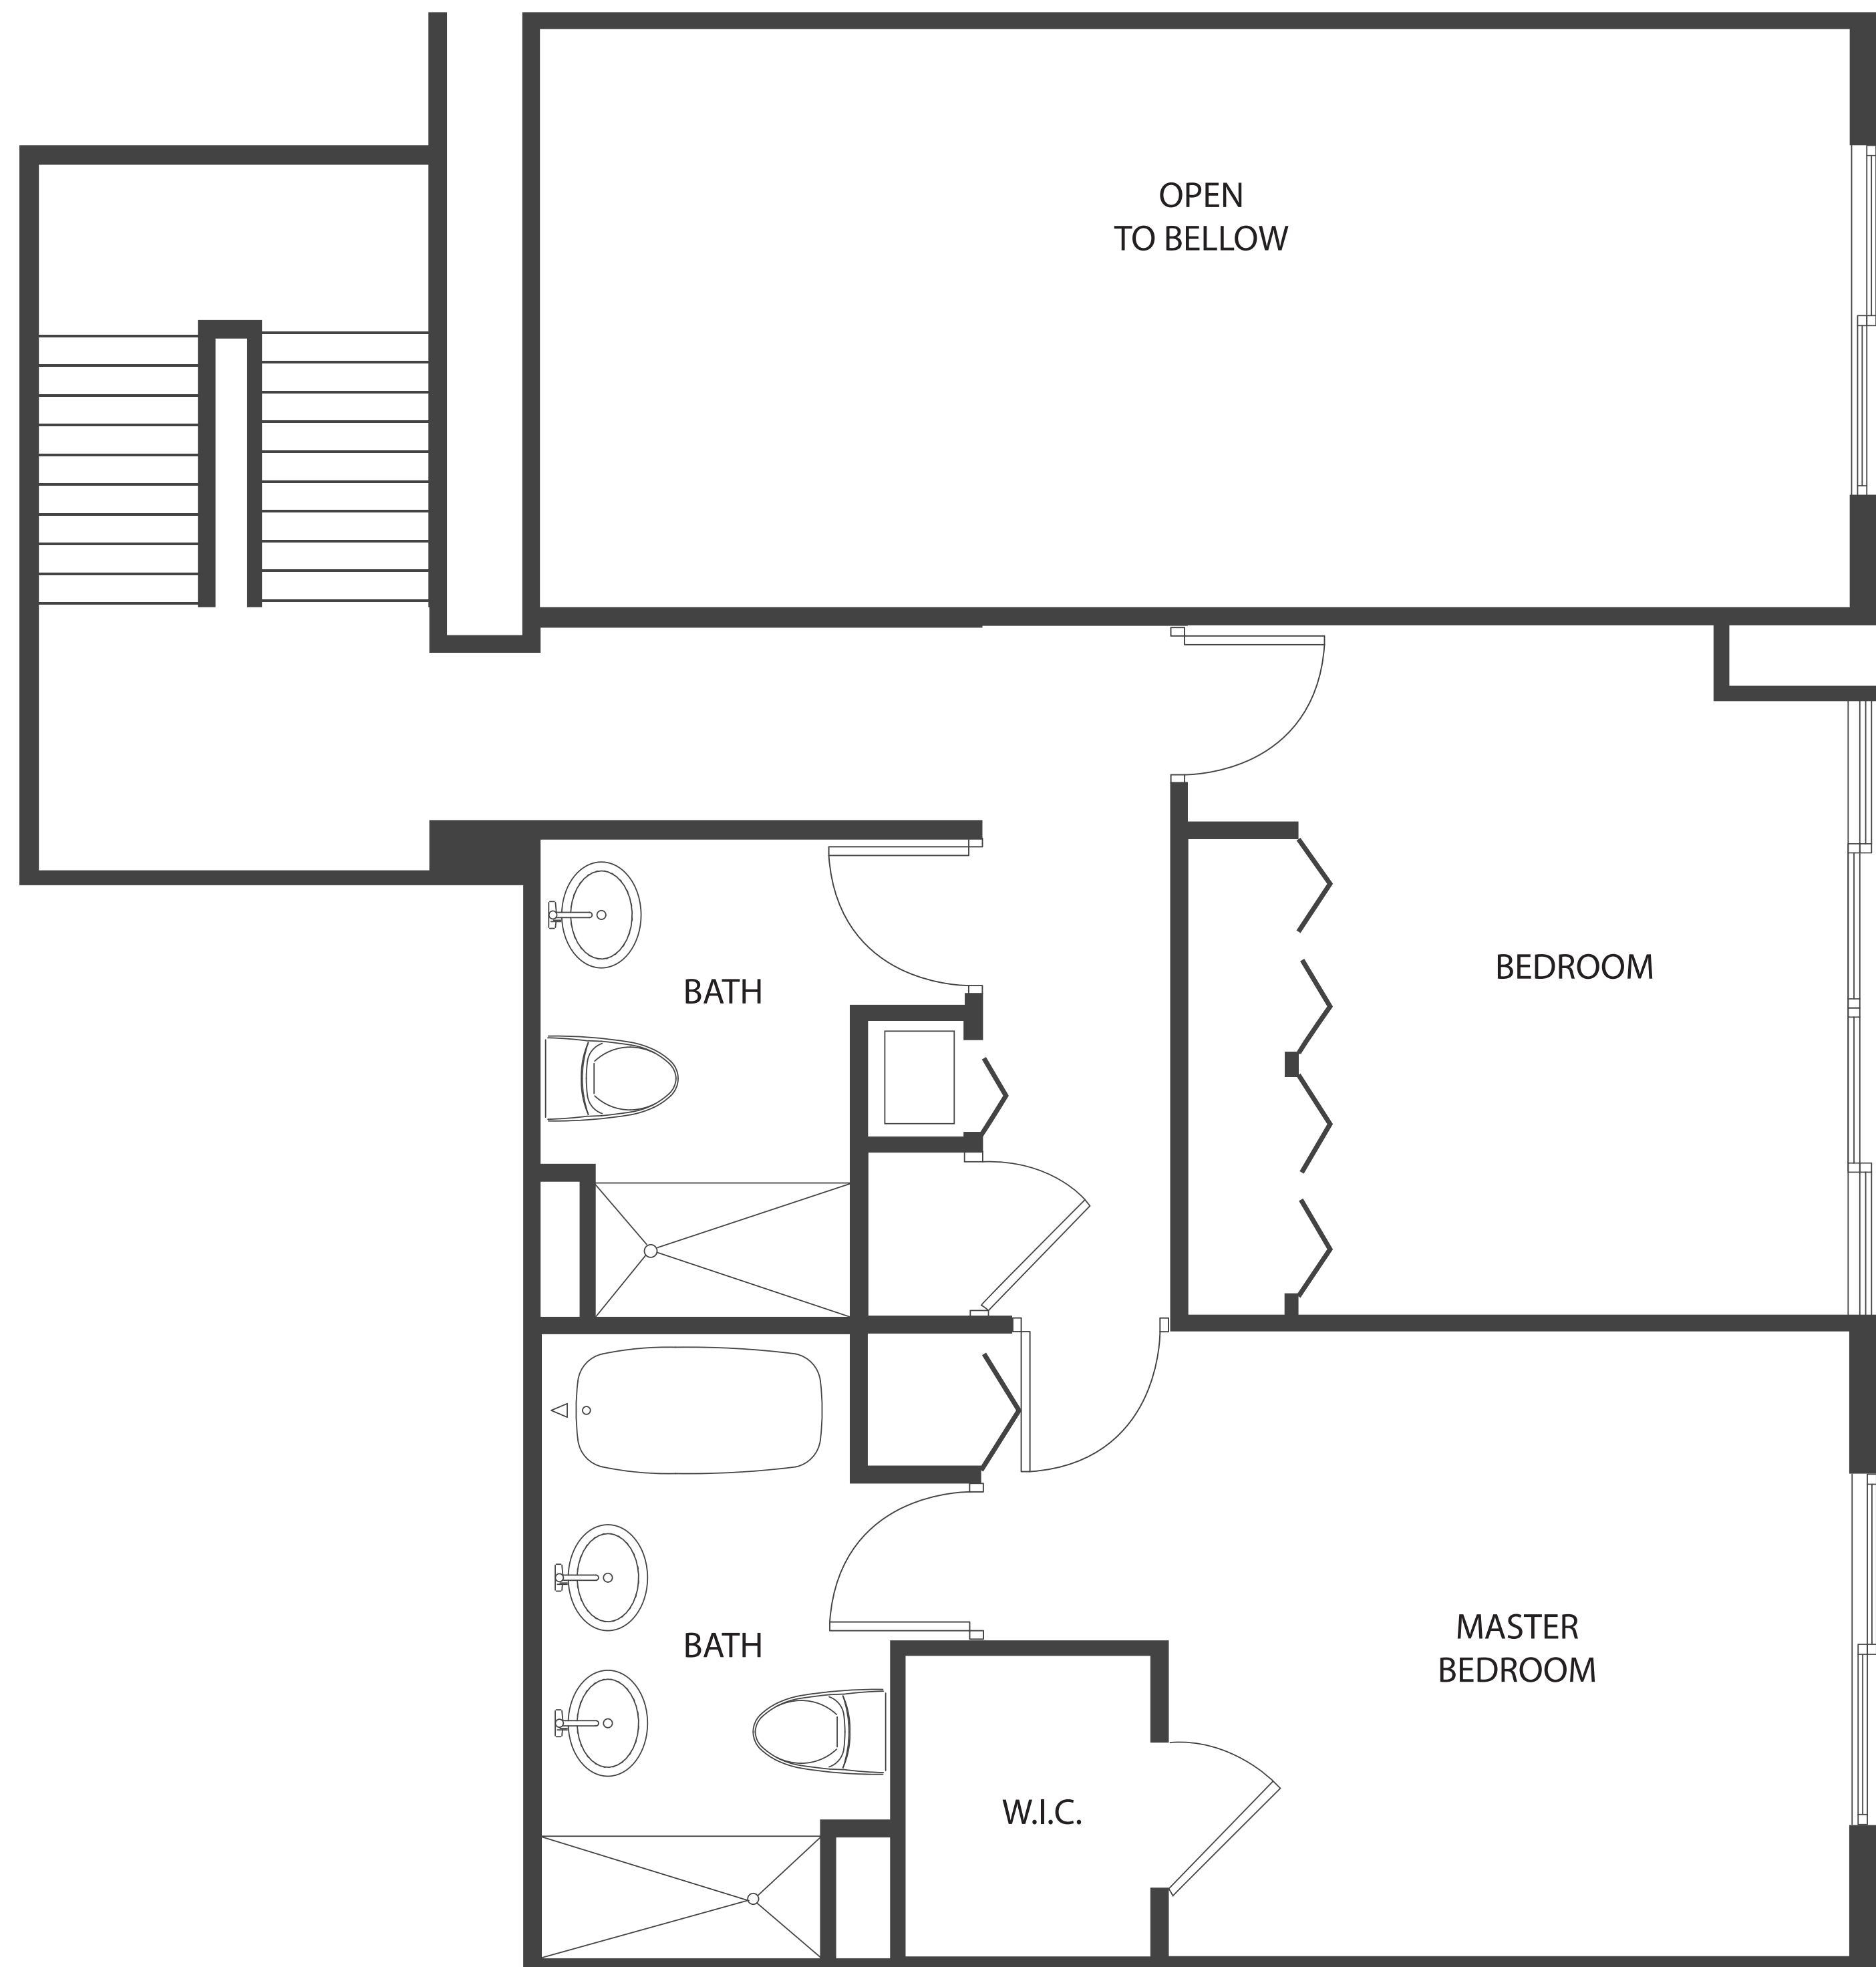 OPEN
TO BELLOW
BEDROOM
BATH
BATH
MASTER
BEDROOM
W.I.C.